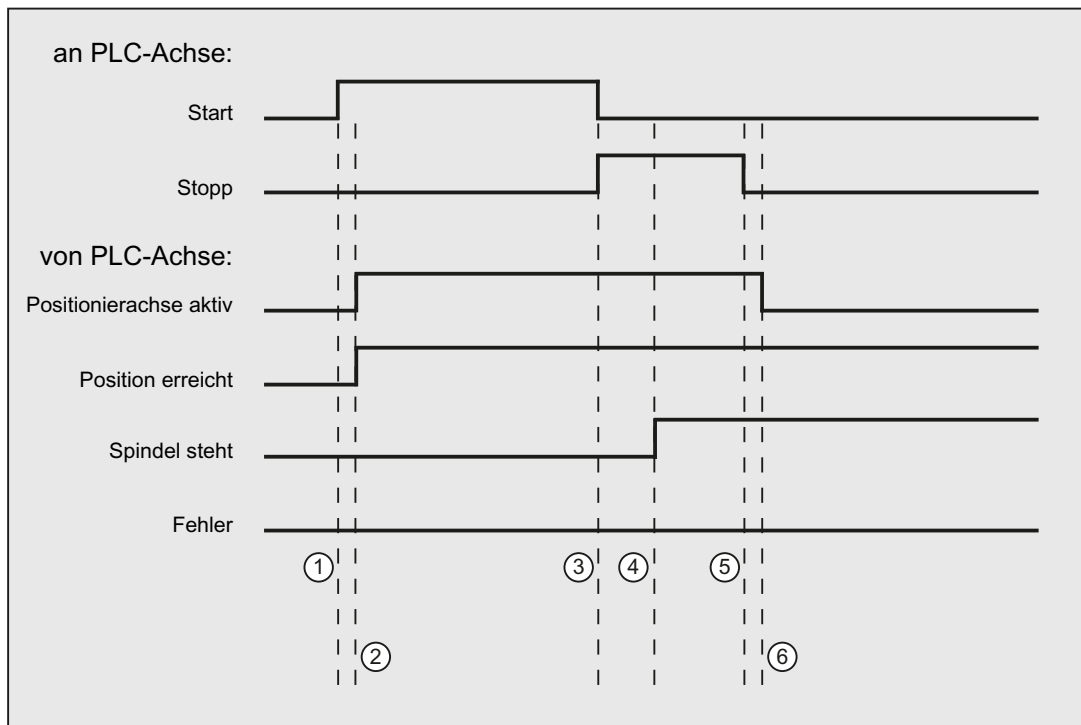 an PLC-Achse:
Start
Stopp
von PLC-Achse:
Positionierachse aktiv
Position erreicht
Spindel steht
Fehler
1 3 4 5
2 6